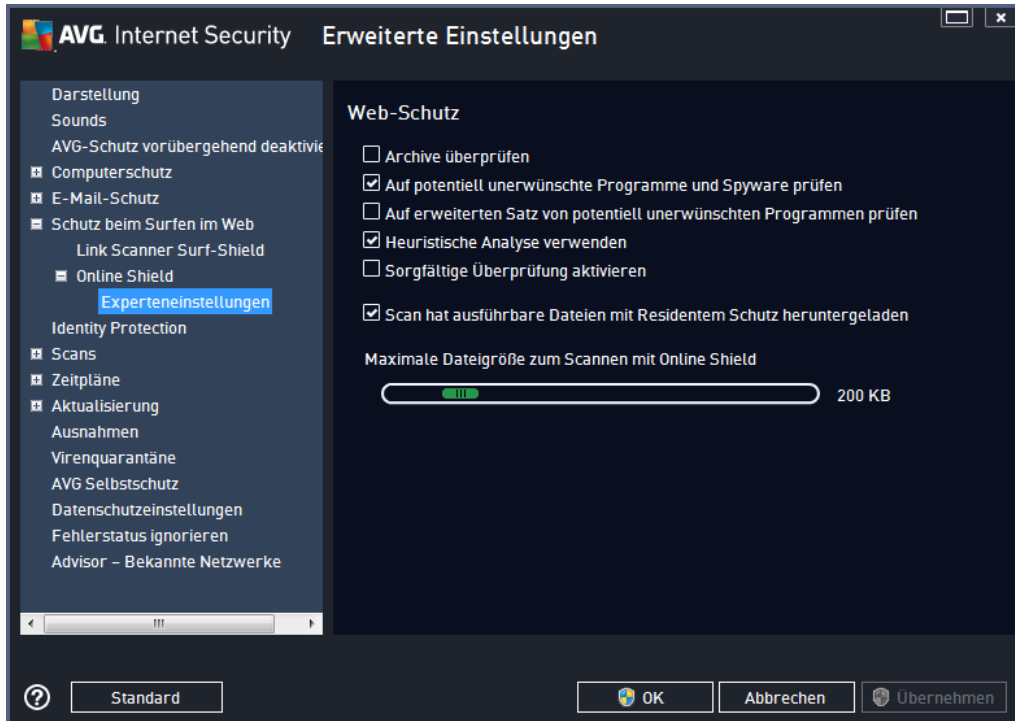 AVG. Internet Security Erweiterte Einstellungen
Darstellung
Sounds
AVG-Schutz vorübergehend deaktivie
Computerschutz
E-Mail-Schutz
Schutz beim Surfen im Web
Link Scanner Surf-Shield
Online Shield
Experteneinstellungen
Identity Protection
Scans
Zeitpläne
Aktualisierung
Ausnahmen
Virenquarantäne
AVG Selbstschutz
Datenschutzeinstellungen
Fehlerstatus ignorieren
Advisor – Bekannte Netzwerke
Web-Schutz
Archive überprüfen
Auf potentiell unerwünschte Programme und Spyware prüfen
Auf erweiterten Satz von potentiell unerwünschten Programmen prüfen
Heuristische Analyse verwenden
Sorgfältige Überprüfung aktivieren
Scan hat ausführbare Dateien mit Residentem Schutz heruntergeladen
Maximale Dateigröße zum Scannen mit Online Shield
200 KB
? Standard OK Abbrechen Übernehmen